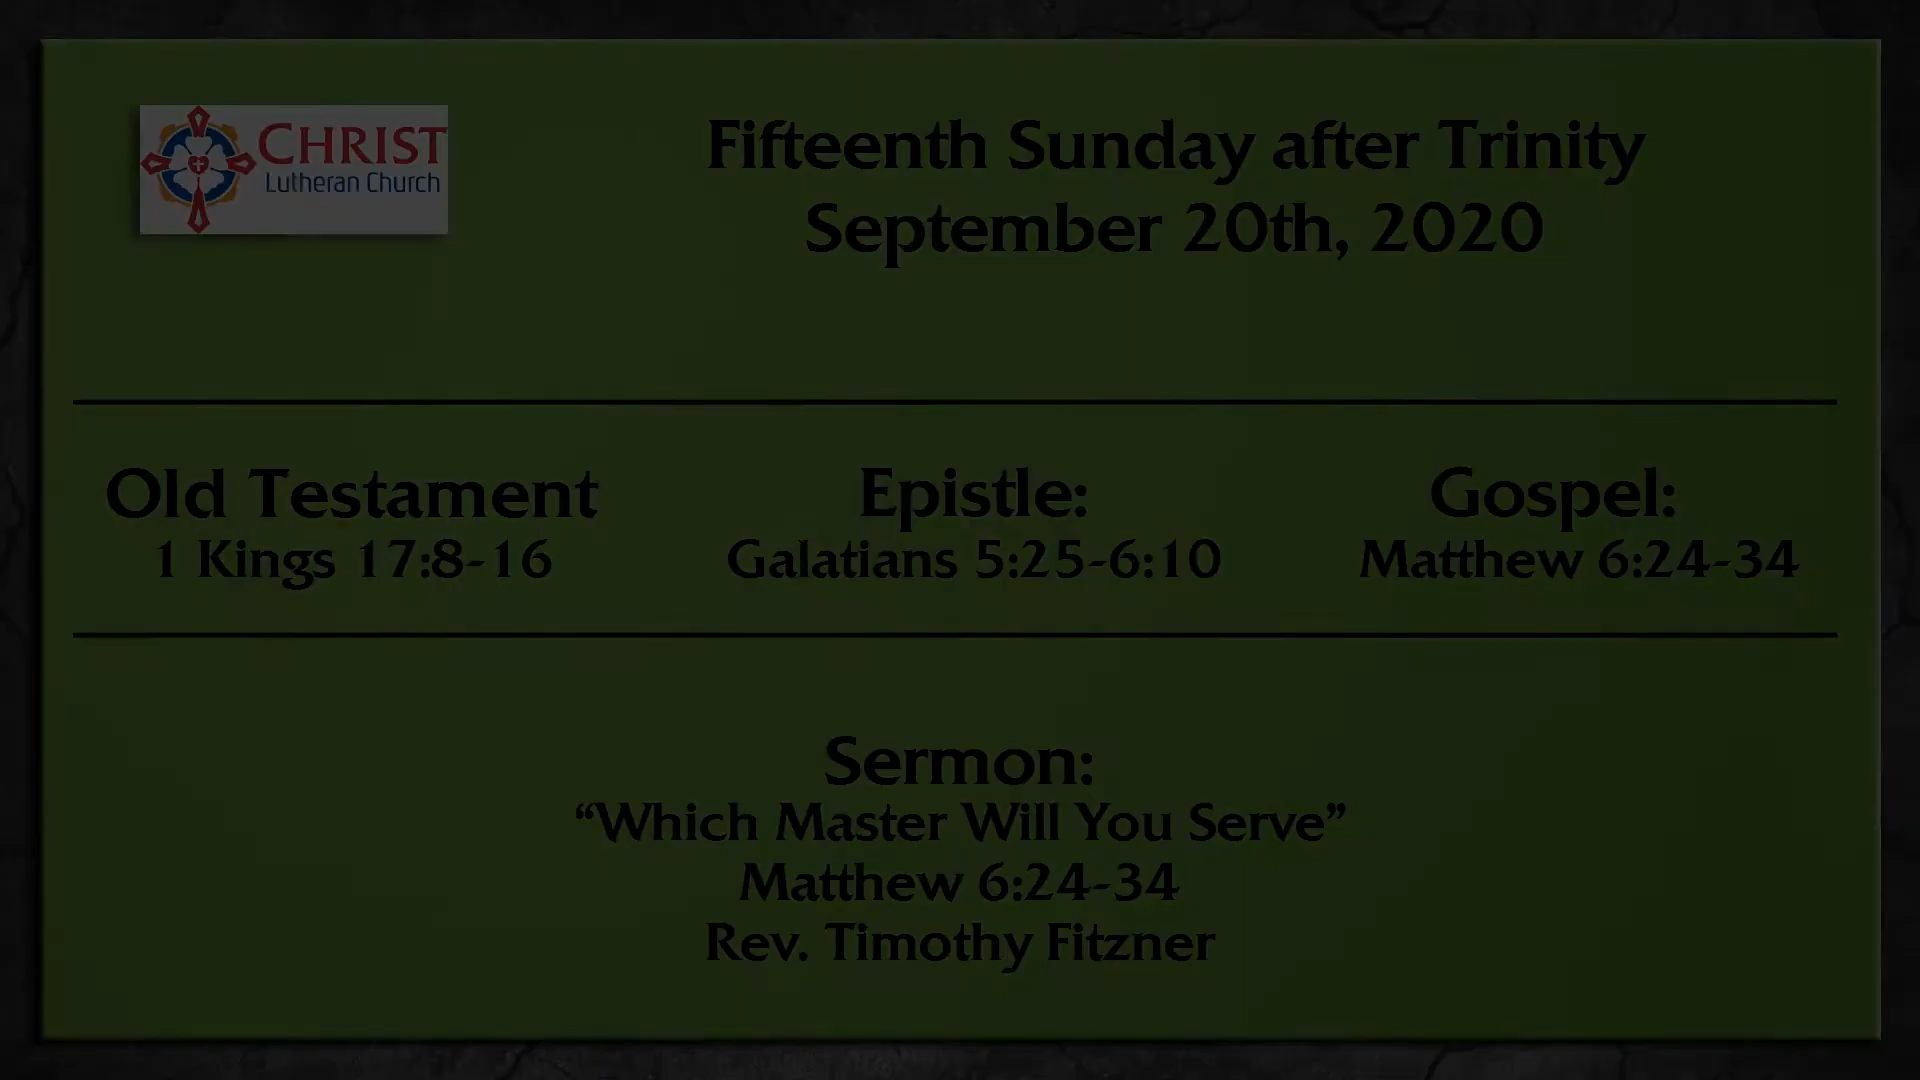 CHRIST
Lutheran Church
Fifteenth Sunday after Trinity
September 20th, 2020
Old Testament
1 Kings 17:8-16
Epistle:
Galatians 5:25-6:10
Gospel:
Matthew 6:24-34
Sermon:
“Which Master Will You Serve”
Matthew 6:24-34
Rev. Timothy Fitzner